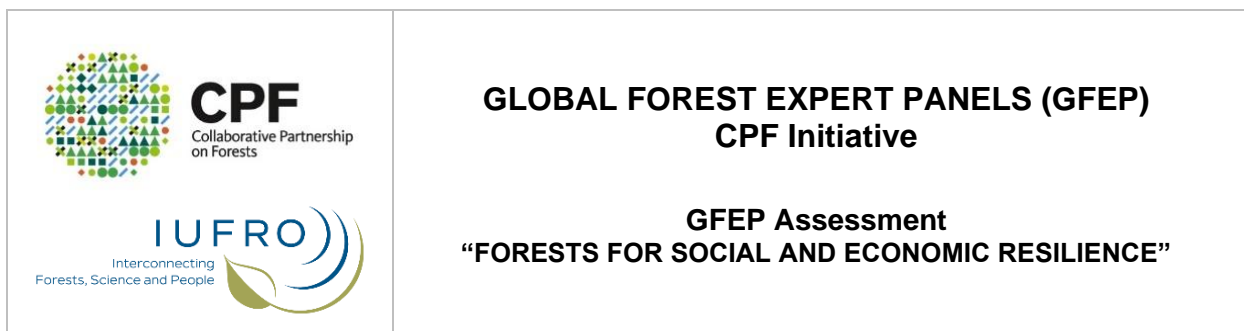 CPF
Collaborative Partnership
on Forests
IUFRO
Interconnecting
Forests, Science and People
GLOBAL FOREST EXPERT PANELS (GFEP)
CPF Initiative
GFEP Assessment
“FORESTS FOR SOCIAL AND ECONOMIC RESILIENCE”